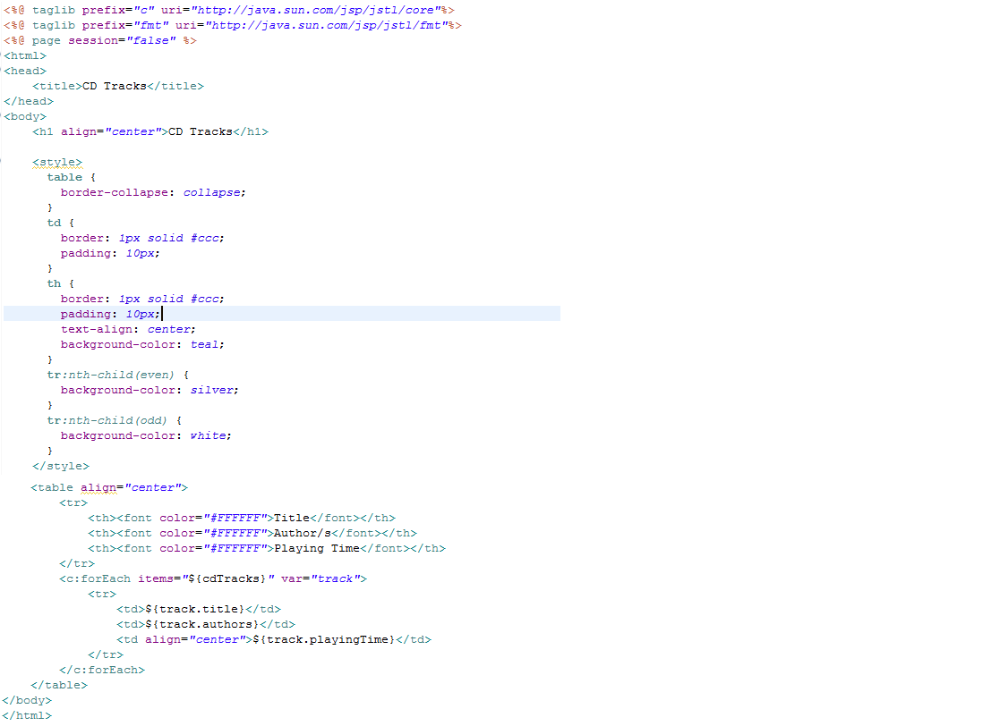 <%@ taglib prefix="c" uri="http://java.sun.com/jsp/jstl/core"%>
<%@ taglib prefix="fmt" uri="http://java.sun.com/jsp/jstl/fmt"%>
<%@ page session="false" %>
<html>
<head>
    <title>CD Tracks</title>
</head>
<body>
    <h1 align="center">CD Tracks</h1>

    <style>
      table {
        border-collapse: collapse;
      }
      td {
        border: 1px solid #ccc;
        padding: 10px;
      }
      th {
        border: 1px solid #ccc;
        padding: 10px;
        text-align: center;
        background-color: teal;
      }
      tr:nth-child(even) {
        background-color: silver;
      }
      tr:nth-child(odd) {
        background-color: white;
      }
    </style>
    <table align="center">
        <tr>
            <th><font color="#FFFFFF">Title</font></th>
            <th><font color="#FFFFFF">Author/s</font></th>
            <th><font color="#FFFFFF">Playing Time</font></th>
        </tr>
        <c:forEach items="${cdTracks}" var="track">
            <tr>
                <td>${track.title}</td>
                <td>${track.authors}</td>
                <td align="center">${track.playingTime}</td>
            </tr>
        </c:forEach>
    </table>
</body>
</html>